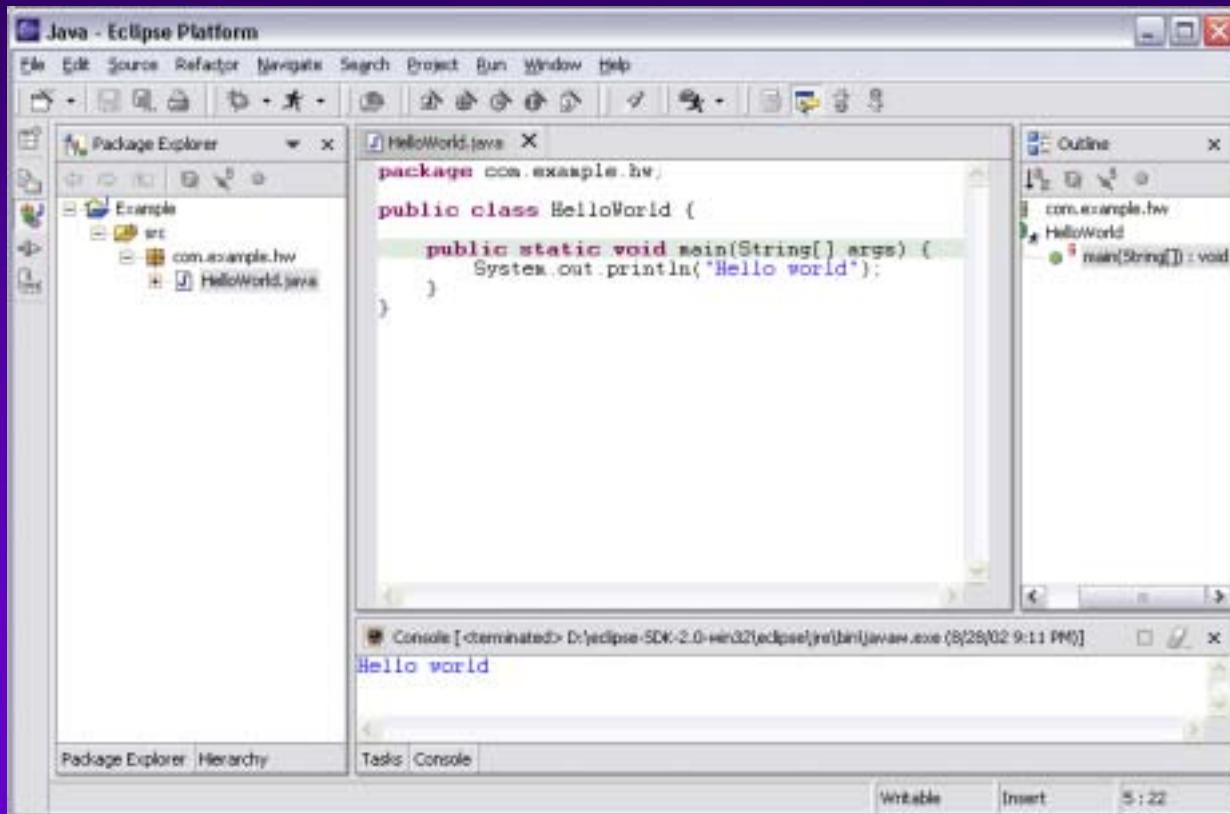 Java - Eclipse Platform
File Edit Source Refactor Navigate Search Project Run Window Help
Package Explorer
Example
src
com.example.hw
HelloWorld.java
HelloWorld.java
package com.example.hw;
public class HelloWorld {
public static void main(String[] args) {
System.out.println("Hello world");
}
}
Outline
com.example.hw
HelloWorld
main(String[]) : void
Console [<terminated> D:\eclipse-SDK-2.0-win32\eclipse\jre\bin\javaw.exe (8/28/02 9:11 PM)]
Hello world
Package Explorer Hierarchy
Tasks Console
Writable Insert 5 : 22